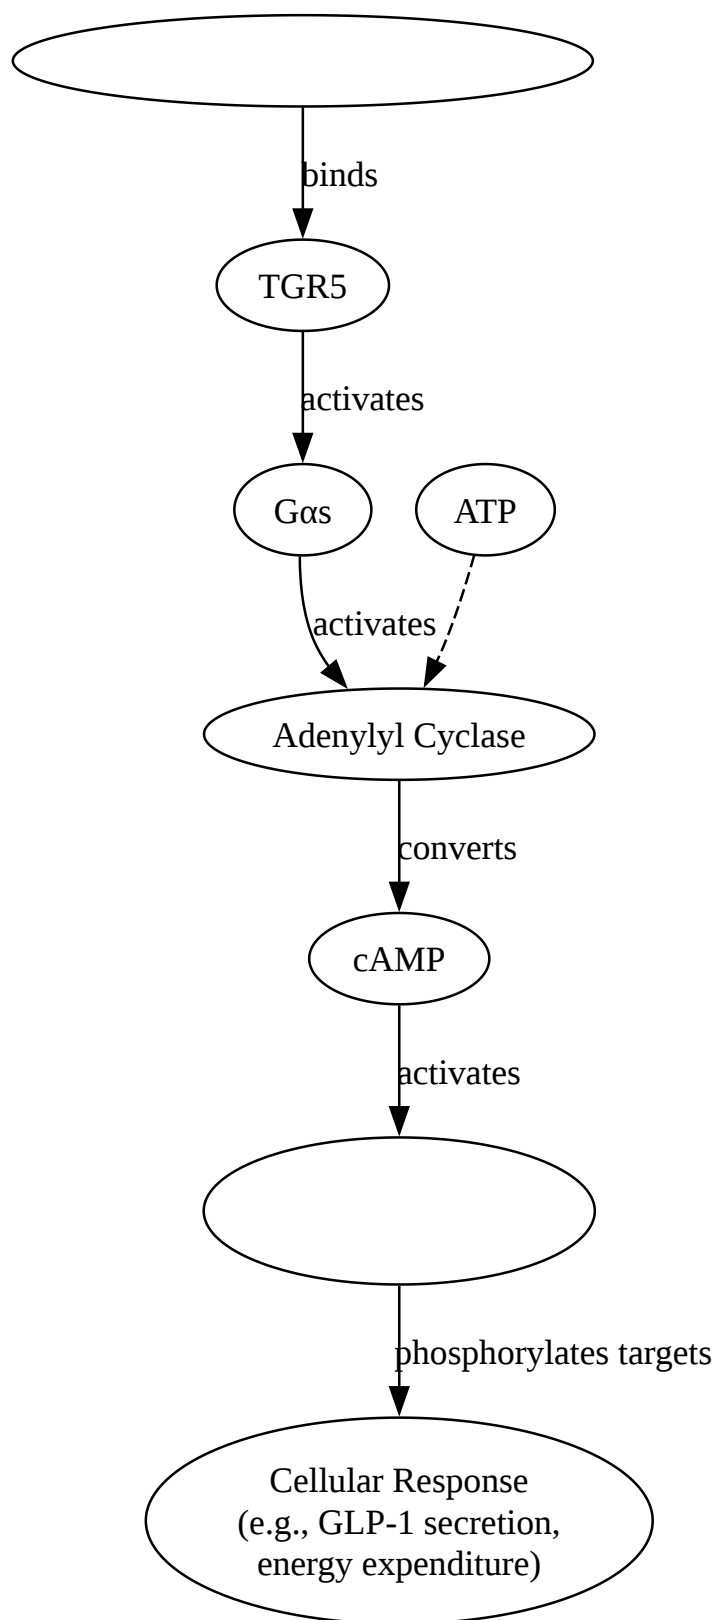 binds
TGR5
activates
Gαs
ATP
activates
Adenylyl Cyclase
converts
cAMP
activates
phosphorylates targets
Cellular Response
(e.g., GLP-1 secretion,
energy expenditure)